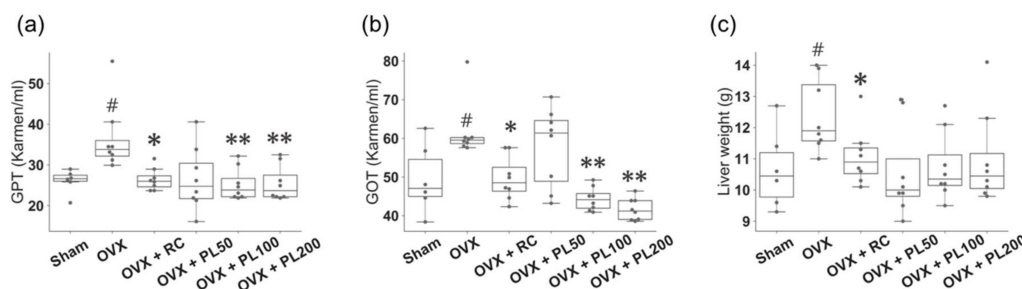 (a)
GPT (Karmen/ml)
50
40
30
20
#
*
**
**
Sham
OVX
OVX + RC
OVX + PL50
OVX + PL100
OVX + PL200
(b)
GOT (Karmen/ml)
80
70
60
50
40
#
*
**
**
Sham
OVX
OVX + RC
OVX + PL50
OVX + PL100
OVX + PL200
(c)
Liver weight (g)
14
13
12
11
10
9
#
*
Sham
OVX
OVX + RC
OVX + PL50
OVX + PL100
OVX + PL200